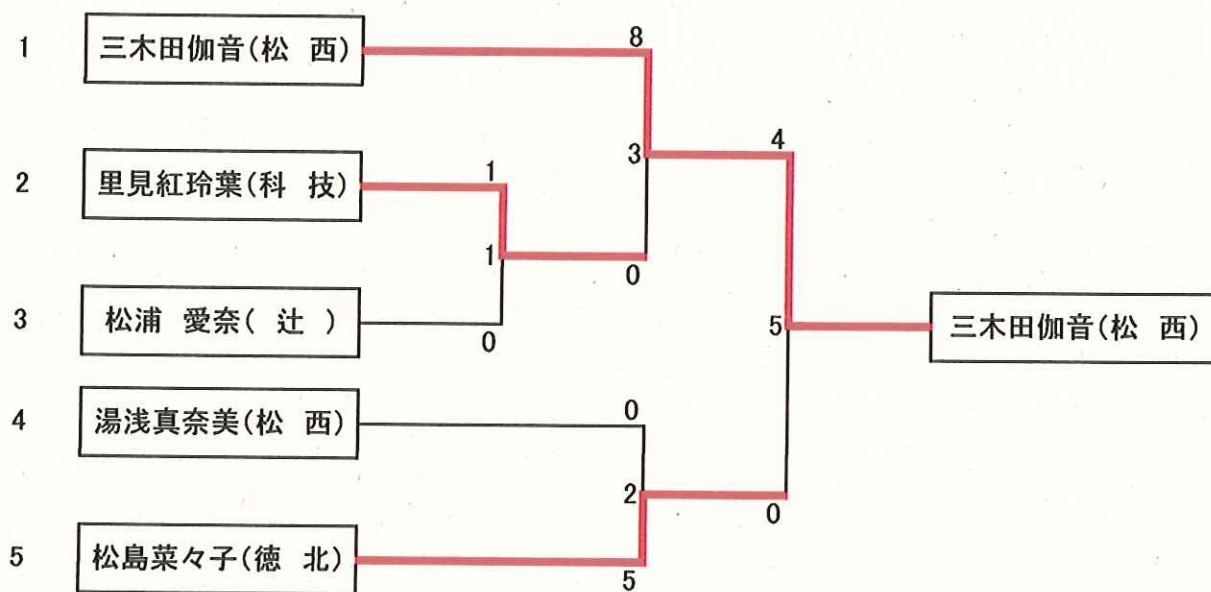 1 三木田伽音(松 西)
8
4
2 里見紅玲葉(科 技)
1
3
1
0
3 松浦 愛奈( 辻 )
0
5
三木田伽音(松 西)
4 湯浅真奈美(松 西)
0
2
0
5 松島菜々子(徳 北)
5